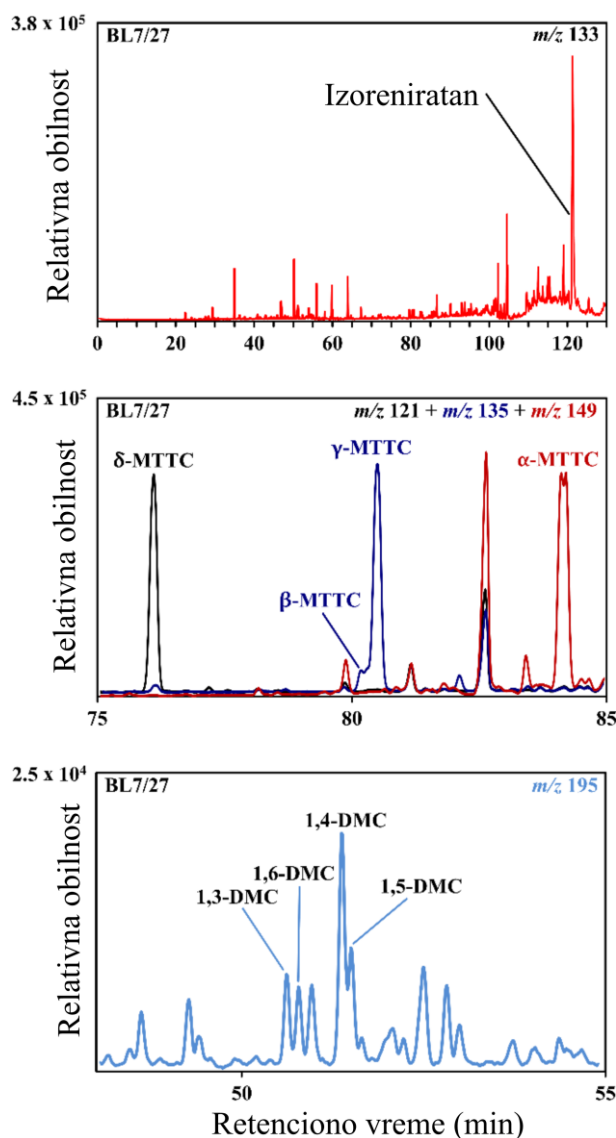 3.8 x 10⁵
BL7/27
m/z 133
Relativna obilnost
Izoreniratan
0 20 40 60 80 100 120
4.5 x 10⁵
BL7/27
m/z 121 + m/z 135 + m/z 149
Relativna obilnost
δ-MTTC
γ-MTTC
α-MTTC
β-MTTC
75 80 85
2.5 x 10⁴
BL7/27
m/z 195
Relativna obilnost
1,4-DMC
1,6-DMC
1,5-DMC
1,3-DMC
50 55
Retenciono vreme (min)